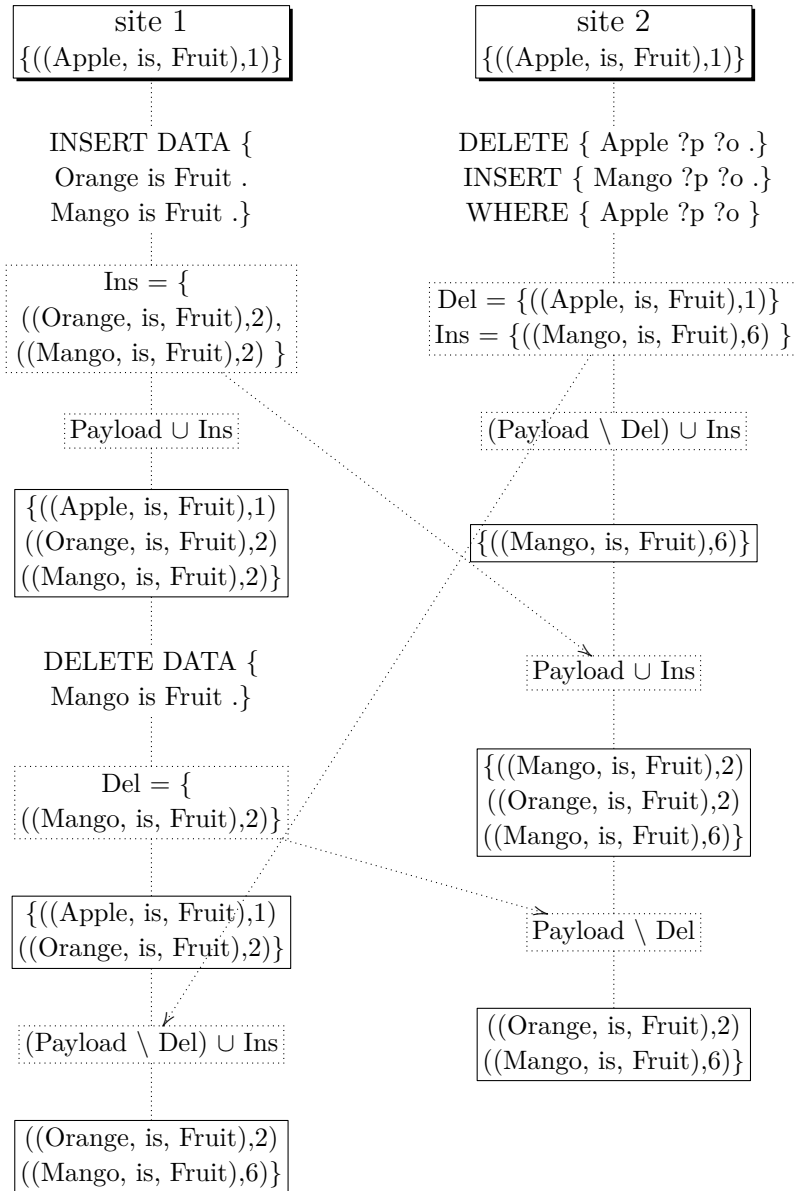 site 1
{((Apple, is, Fruit),1)}
INSERT DATA {
Orange is Fruit .
Mango is Fruit .}
Ins = {
((Orange, is, Fruit),2),
((Mango, is, Fruit),2) }
Payload ∪ Ins
{((Apple, is, Fruit),1)
((Orange, is, Fruit),2)
((Mango, is, Fruit),2)}
DELETE DATA {
Mango is Fruit .}
Del = {
((Mango, is, Fruit),2)}
{((Apple, is, Fruit),1)
((Orange, is, Fruit),2)}
(Payload \ Del) ∪ Ins
((Orange, is, Fruit),2)
((Mango, is, Fruit),6)}
site 2
{((Apple, is, Fruit),1)}
DELETE { Apple ?p ?o .}
INSERT { Mango ?p ?o .}
WHERE { Apple ?p ?o }
Del = {((Apple, is, Fruit),1)}
Ins = {((Mango, is, Fruit),6) }
(Payload \ Del) ∪ Ins
{((Mango, is, Fruit),6)}
Payload ∪ Ins
{((Mango, is, Fruit),2)
((Orange, is, Fruit),2)
((Mango, is, Fruit),6)}
Payload \ Del
((Orange, is, Fruit),2)
((Mango, is, Fruit),6)}